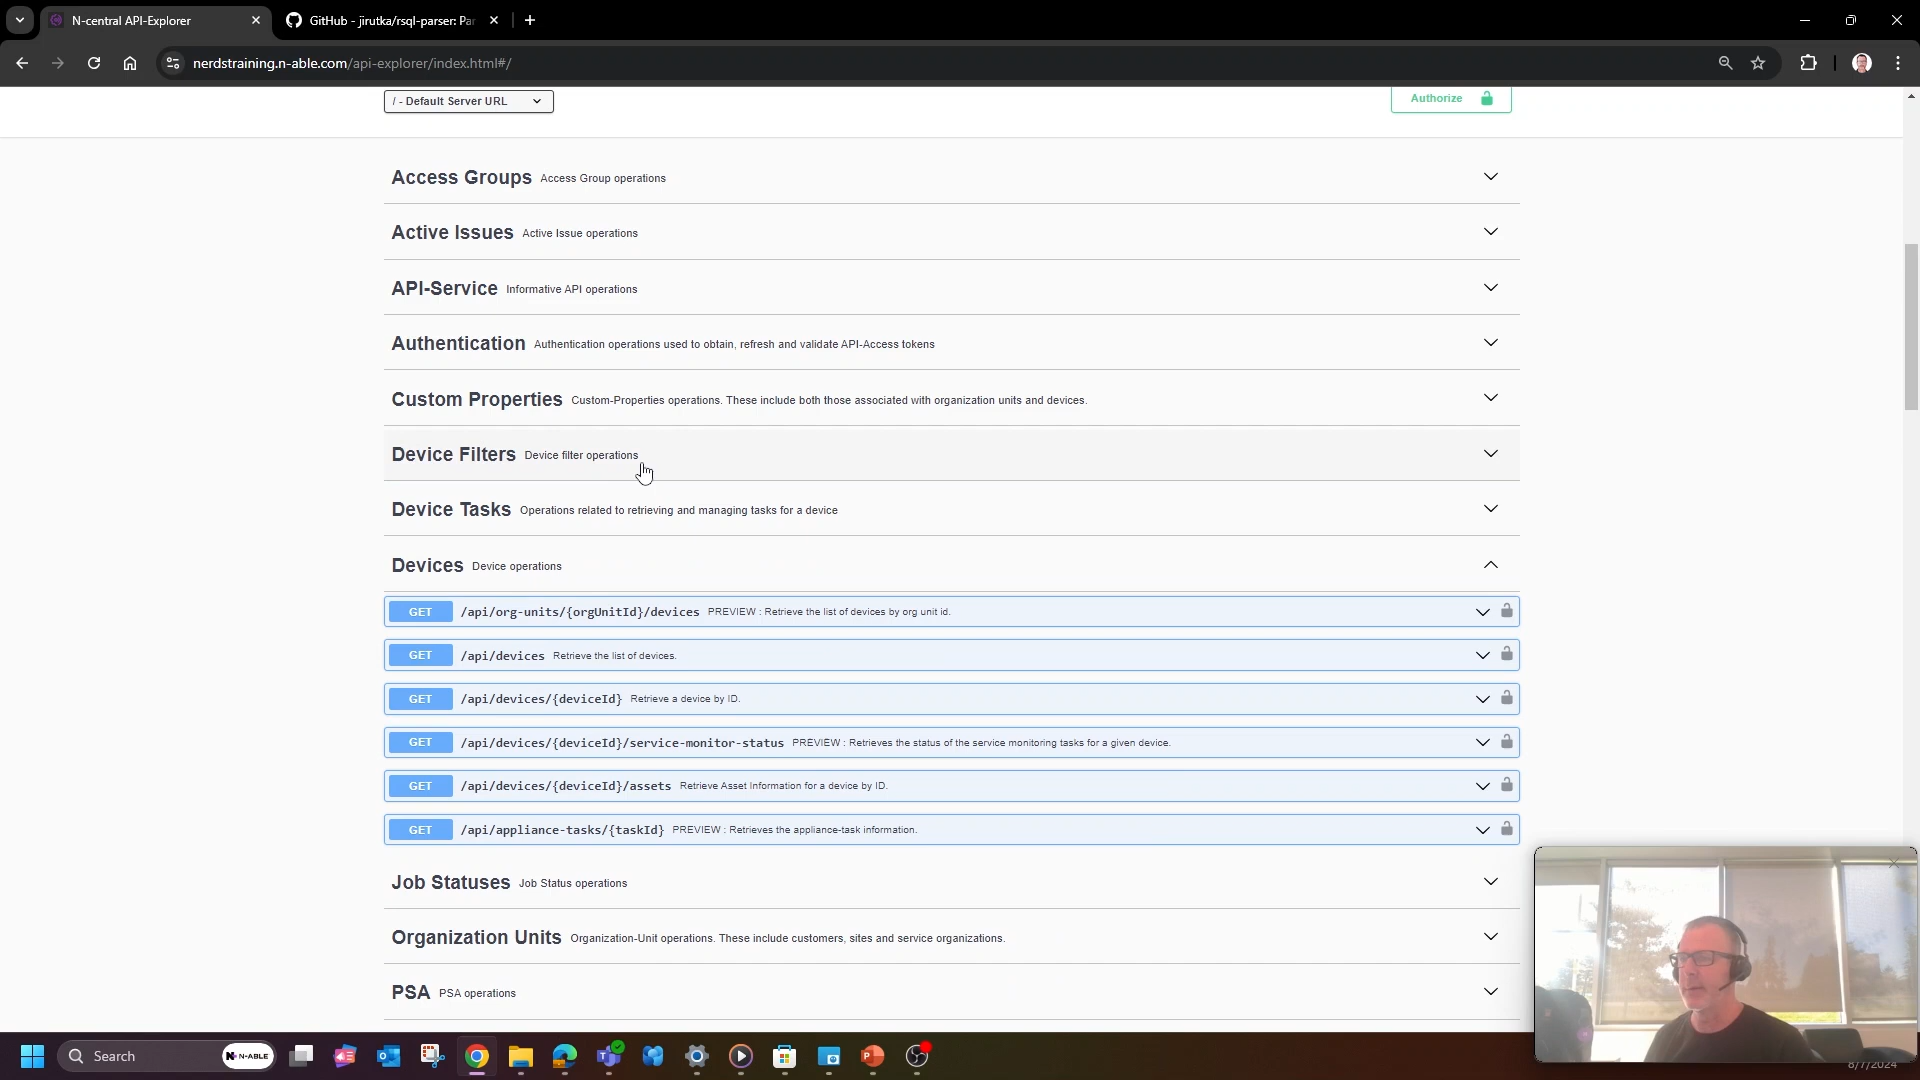 N-central API-Explorer
GitHub - jirutka/rsql-parser: Par
nerdstraining.n-able.com/api-explorer/index.html#/
/ - Default Server URL
Authorize
Access Groups Access Group operations
Active Issues Active Issue operations
API-Service Informative API operations
Authentication Authentication operations used to obtain, refresh and validate API-Access tokens
Custom Properties Custom-Properties operations. These include both those associated with organization units and devices.
Device Filters Device filter operations
Device Tasks Operations related to retrieving and managing tasks for a device
Devices Device operations
GET /api/org-units/{orgUnitId}/devices PREVIEW : Retrieve the list of devices by org unit id.
GET /api/devices Retrieve the list of devices.
GET /api/devices/{deviceId} Retrieve a device by ID.
GET /api/devices/{deviceId}/service-monitor-status PREVIEW : Retrieves the status of the service monitoring tasks for a given device.
GET /api/devices/{deviceId}/assets Retrieve Asset Information for a device by ID.
GET /api/appliance-tasks/{taskId} PREVIEW : Retrieves the appliance-task information.
Job Statuses Job Status operations
Organization Units Organization-Unit operations. These include customers, sites and service organizations.
PSA PSA operations
Search
N-ABLE
8/7/2024